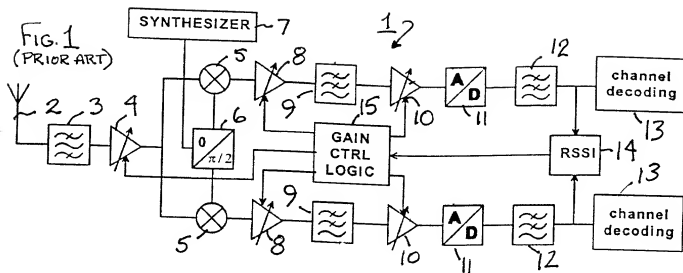 FIG. 1
(PRIOR ART)
SYNTHESIZER
7
1
5
8
12
2
3
4
6
0
π/2
9
15
GAIN
CTRL
LOGIC
10
A
D
11
channel
decoding
13
RSSI
14
5
8
9
10
A
D
11
12
channel
decoding
13